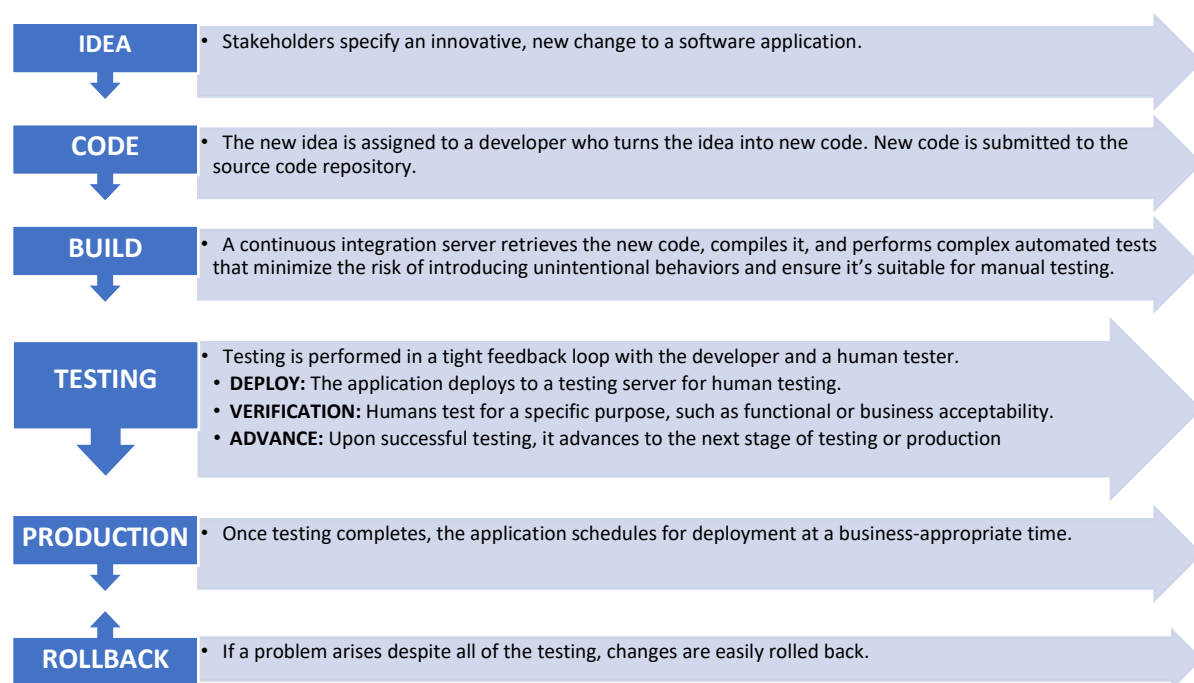 IDEA
• Stakeholders specify an innovative, new change to a software application.
CODE
• The new idea is assigned to a developer who turns the idea into new code. New code is submitted to the
source code repository.
BUILD
• A continuous integration server retrieves the new code, compiles it, and performs complex automated tests
that minimize the risk of introducing unintentional behaviors and ensure it's suitable for manual testing.
TESTING
• Testing is performed in a tight feedback loop with the developer and a human tester.
• DEPLOY: The application deploys to a testing server for human testing.
• VERIFICATION: Humans test for a specific purpose, such as functional or business acceptability.
• ADVANCE: Upon successful testing, it advances to the next stage of testing or production
PRODUCTION
• Once testing completes, the application schedules for deployment at a business-appropriate time.
ROLLBACK
• If a problem arises despite all of the testing, changes are easily rolled back.